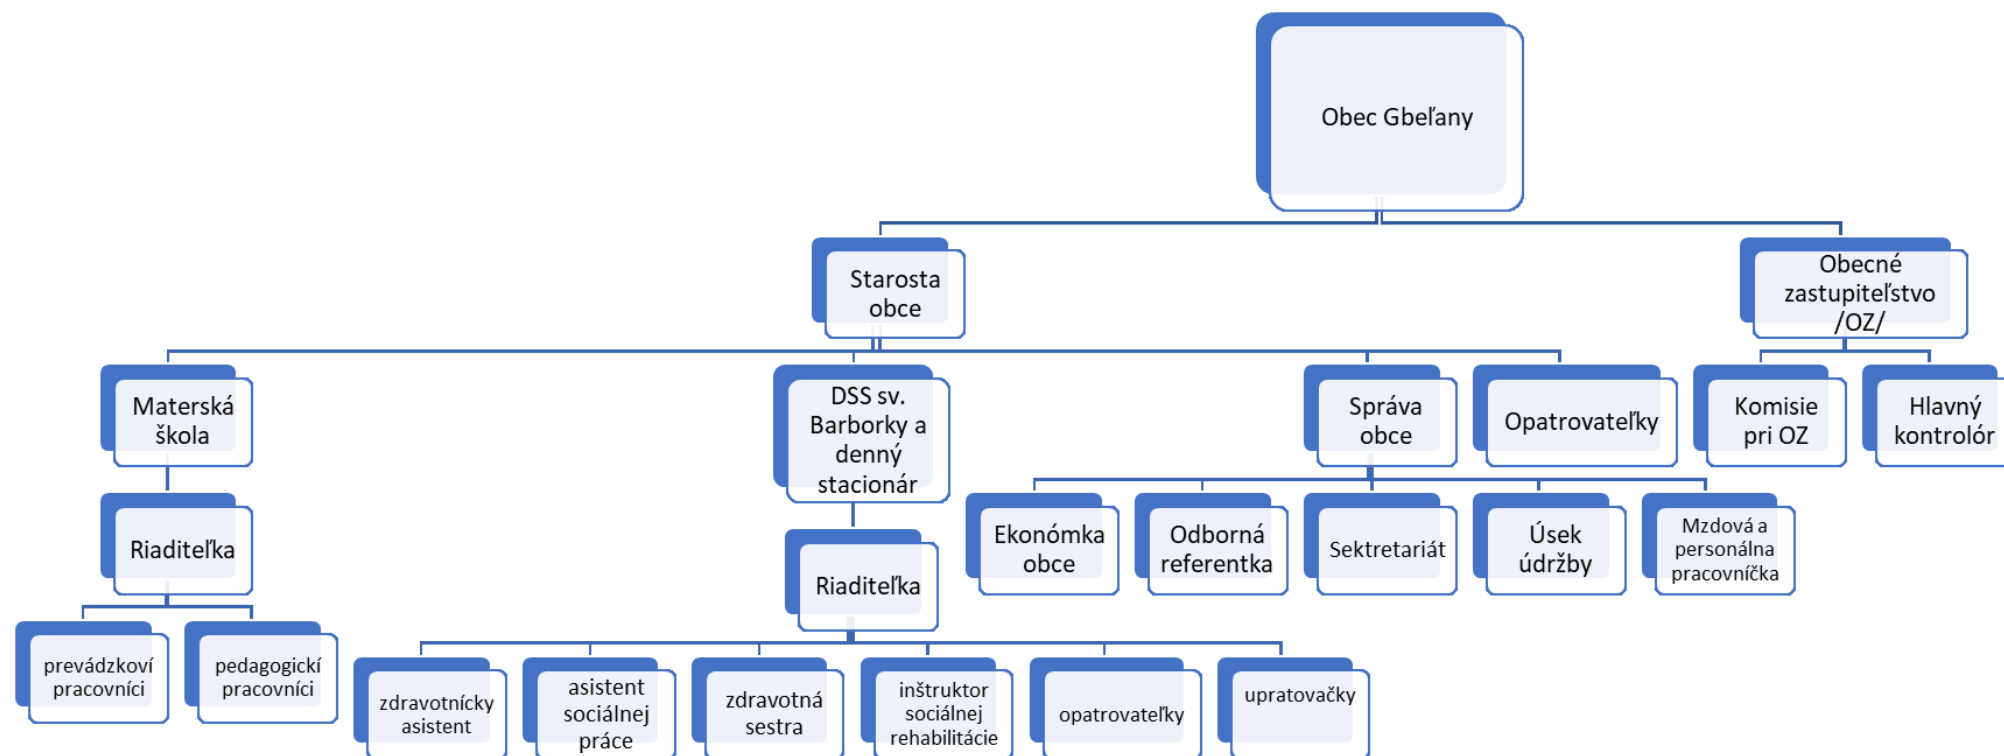 Obec Gbeľany
Starosta
obce
Obecné
zastupiteľstvo
/OZ/
Materská
škola
DSS sv.
Barborky a
denný
stacionár
Správa
obce
Opatrovateľky
Komisie
pri OZ
Hlavný
kontrolór
Riaditeľka
Riaditeľka
Ekonómka
obce
Odborná
referentka
Sektretariát
Úsek
údržby
Mzdová a
personálna
pracovníčka
prevádzkoví
pracovníci
pedagogickí
pracovníci
zdravotnícky
asistent
asistent
sociálnej
práce
zdravotná
sestra
inštruktor
sociálnej
rehabilitácie
opatrovateľky
upratovačky